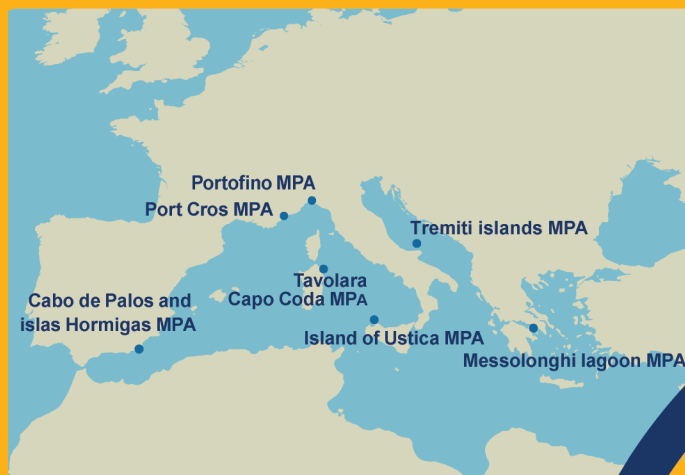 Portofino MPA
Port Cros MPA
Tremiti islands MPA
Tavolara
Capo Coda MPA
Cabo de Palos and
islas Hormigas MPA
Island of Ustica MPA
Messolonghi lagoon MPA